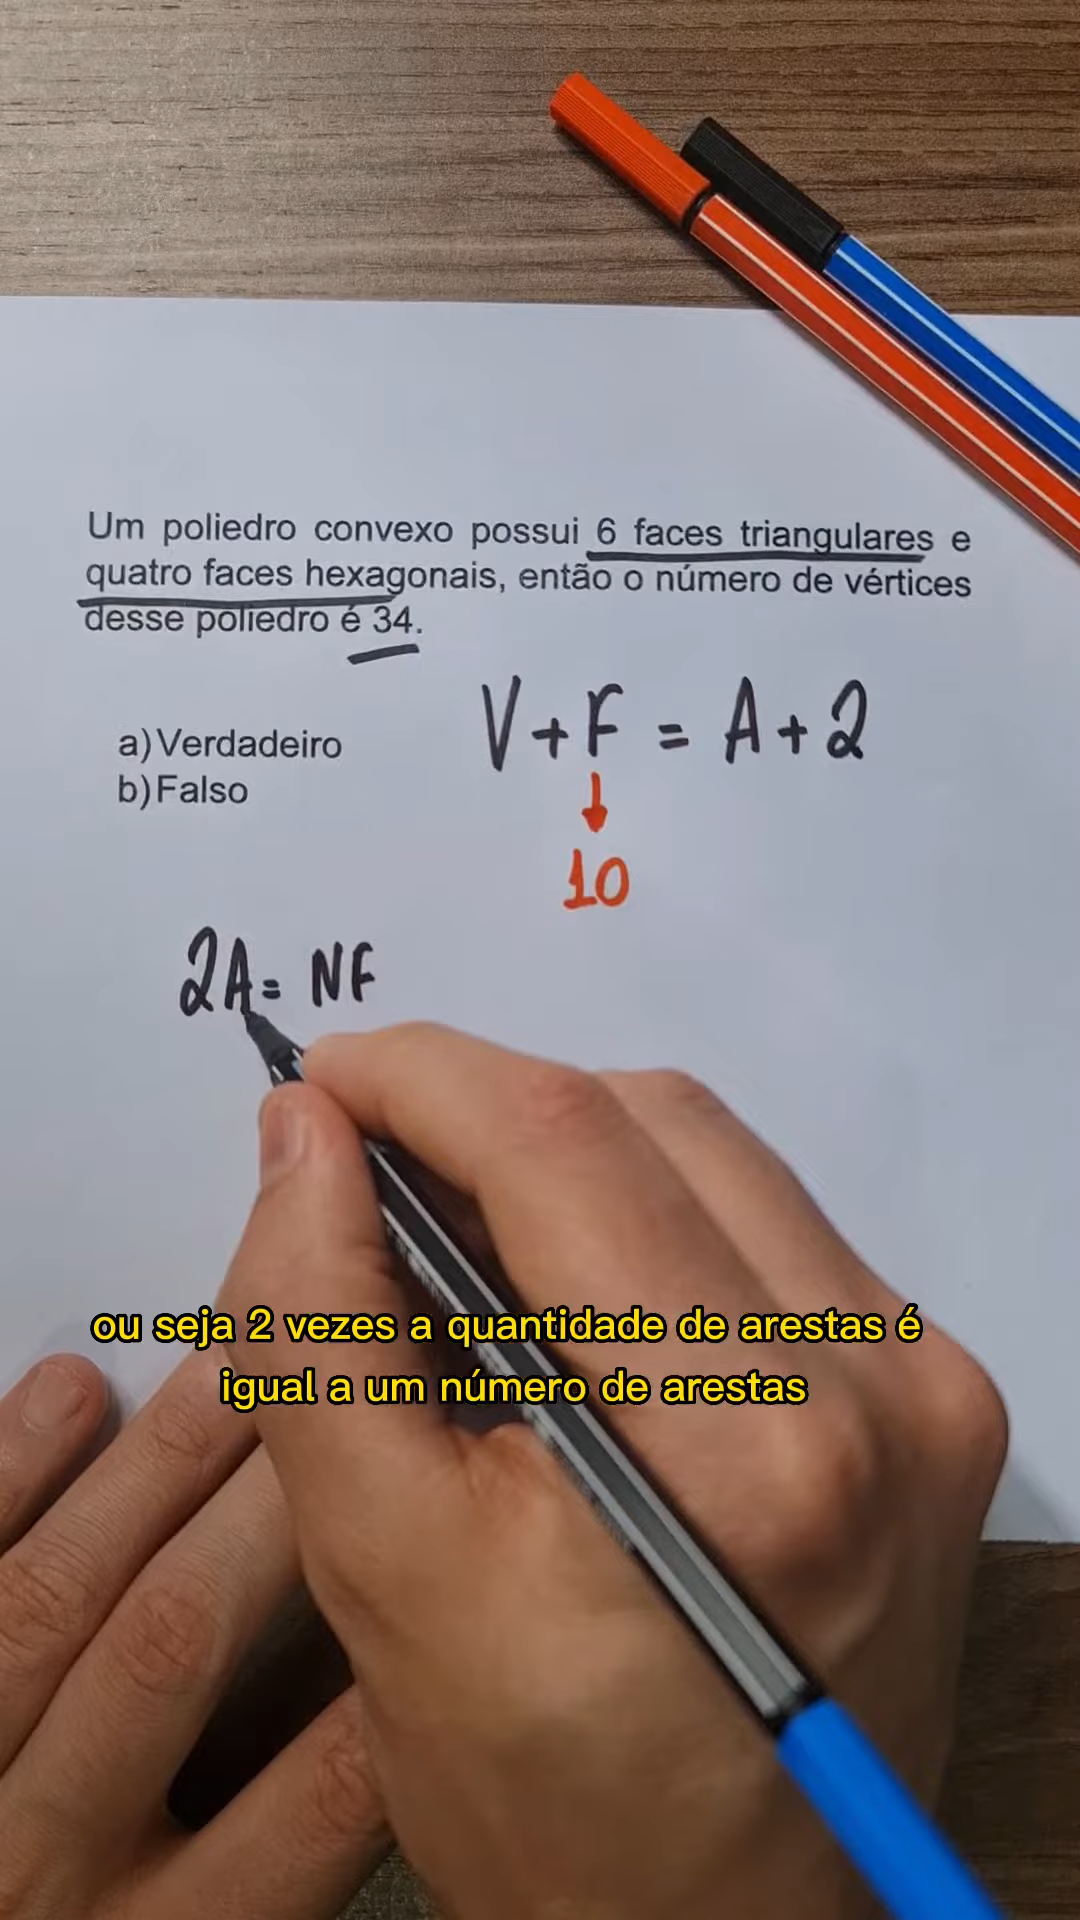 Um poliedro convexo possui 6 faces triangulares e
quatro faces hexagonais, então o número de vértices
desse poliedro é 34.
V + F = A + 2
a) Verdadeiro
b) Falso
10
2A = NF
ou seja 2 vezes a quantidade de arestas é
igual a um número de arestas